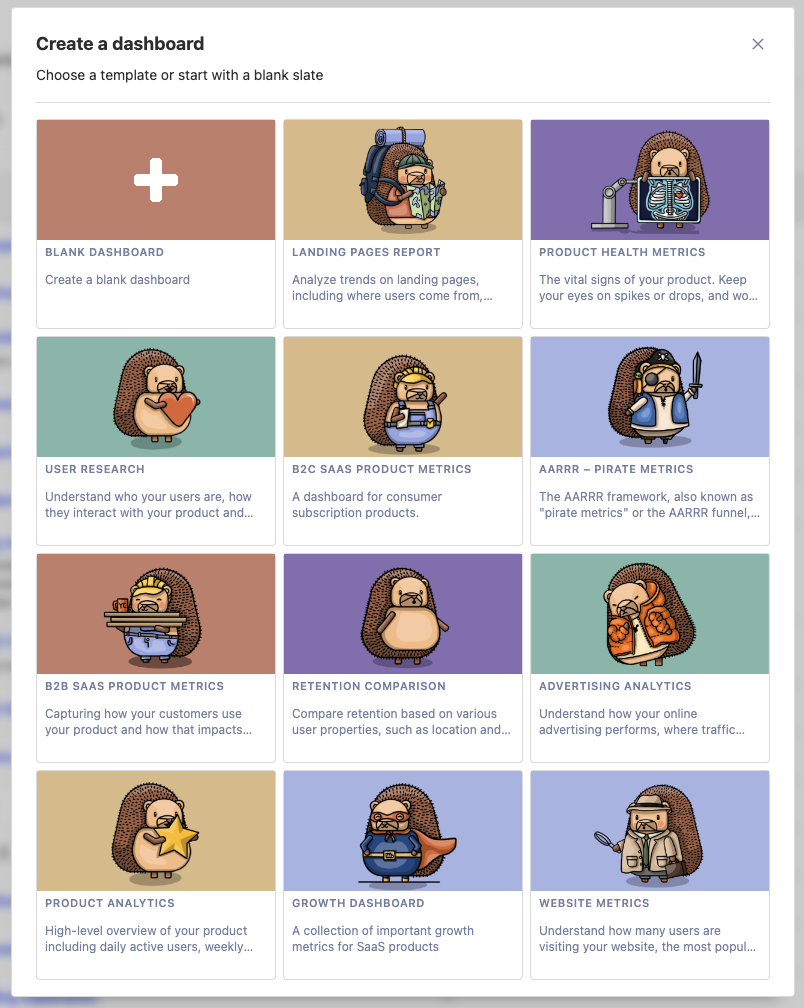 Create a dashboard
Choose a template or start with a blank slate
BLANK DASHBOARD
Create a blank dashboard
LANDING PAGES REPORT
Analyze trends on landing pages,
including where users come from,...
PRODUCT HEALTH METRICS
The vital signs of your product. Keep
your eyes on spikes or drops, and wo...
USER RESEARCH
Understand who your users are, how
they interact with your product and...
B2C SAAS PRODUCT METRICS
A dashboard for consumer
subscription products.
AARRR – PIRATE METRICS
The AARRR framework, also known as
"pirate metrics" or the AARRR funnel,...
B2B SAAS PRODUCT METRICS
Capturing how your customers use
your product and how that impacts...
RETENTION COMPARISON
Compare retention based on various
user properties, such as location and...
ADVERTISING ANALYTICS
Understand how your online
advertising performs, where traffic...
PRODUCT ANALYTICS
High-level overview of your product
including daily active users, weekly...
GROWTH DASHBOARD
A collection of important growth
metrics for SaaS products
WEBSITE METRICS
Understand how many users are
visiting your website, the most popul...